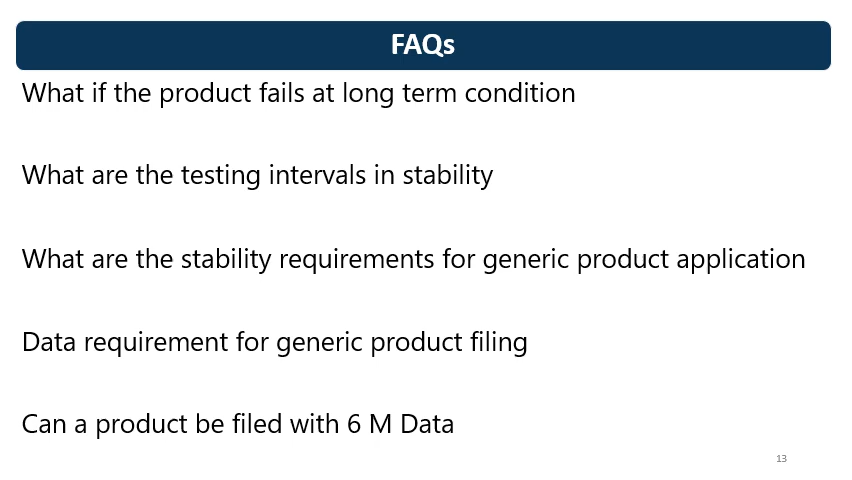 FAQs
What if the product fails at long term condition
What are the testing intervals in stability
What are the stability requirements for generic product application
Data requirement for generic product filing
Can a product be filed with 6 M Data
13